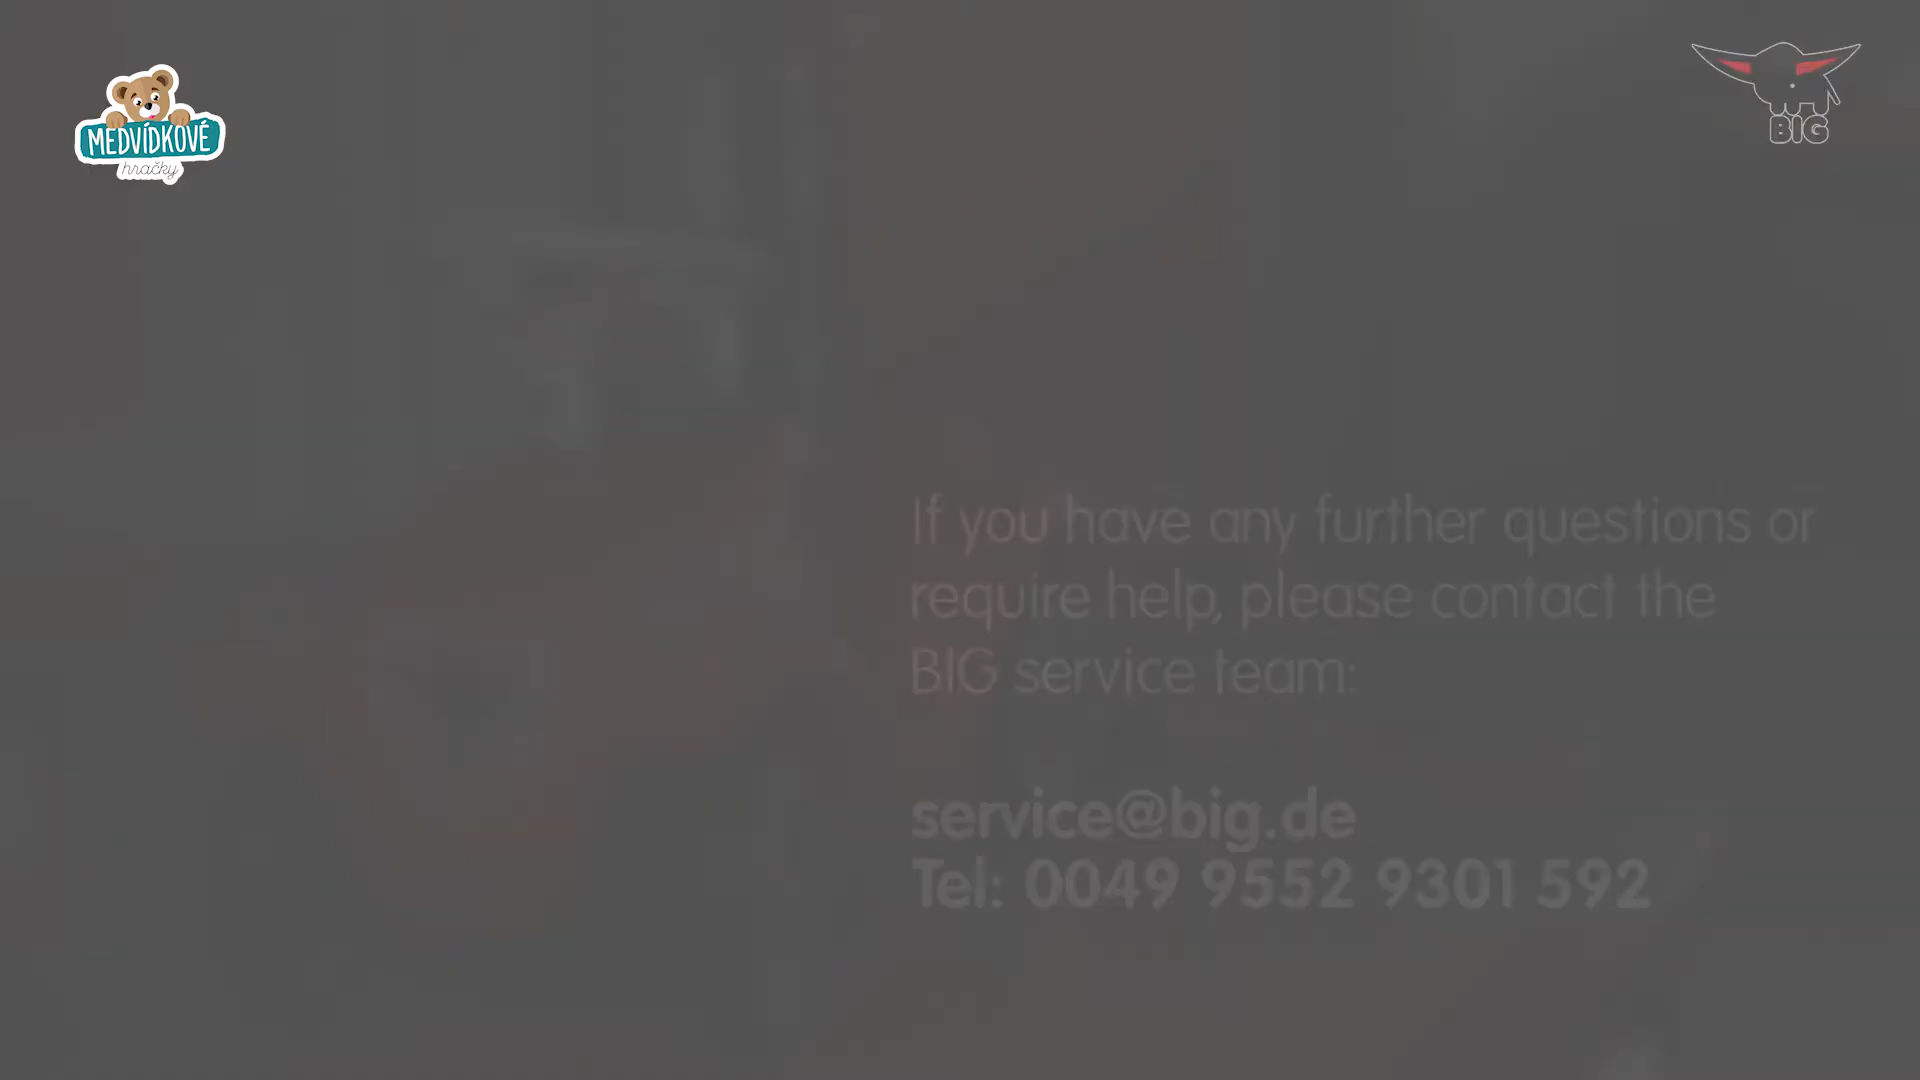 MEDVÍDKOVÉ
hračky
BIG
If you have any further questions or
require help, please contact the
BIG service team:
service@big.de
Tel: 0049 9552 9301 592